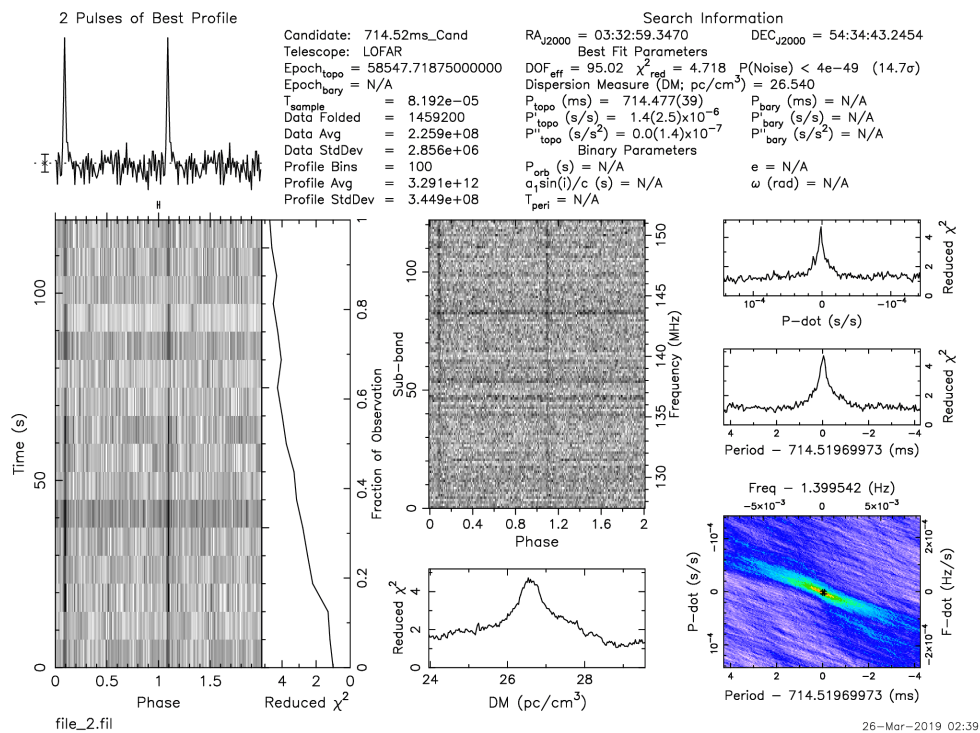 2 Pulses of Best Profile
Search Information
Candidate: 714.52ms_Cand
Telescope: LOFAR
Epoch_topo = 58547.71875000000
Epoch_bary = N/A
T_sample = 8.192e-05
Data Folded = 1459200
Data Avg = 2.259e+08
Data StdDev = 2.856e+06
Profile Bins = 100
Profile Avg = 3.291e+12
Profile StdDev = 3.449e+08
RA_J2000 = 03:32:59.3470 DEC_J2000 = 54:34:43.2454
Best Fit Parameters
DOF_eff = 95.02 χ²_red = 4.718 P(Noise) < 4e-49 (14.7σ)
Dispersion Measure (DM; pc/cm³) = 26.540
P_topo (ms) = 714.477(39) P_bary (ms) = N/A
P'_topo (s/s) = 1.4(2.5)x10⁻⁶ P'_bary (s/s) = N/A
P''_topo (s/s²) = 0.0(1.4)x10⁻⁷ P''_bary (s/s²) = N/A
Binary Parameters
P_orb (s) = N/A e = N/A
a₁sin(i)/c (s) = N/A ω (rad) = N/A
T_peri = N/A
Time (s)
0 50 100
0 0.5 1 1.5
Phase
4 2 0
Reduced χ²
0 0.2 0.4 0.6 0.8 1
Fraction of Observation
Sub-band
0 50 100
0 0.4 0.8 1.2 1.6 2
Phase
130 135 140 145 150
Frequency (MHz)
Reduced χ²
2 4
24 26 28
DM (pc/cm³)
0 2 4
Reduced χ²
10⁻⁴ 0 -10⁻⁴
P-dot (s/s)
0 2 4
Reduced χ²
4 2 0 -2 -4
Period - 714.51969973 (ms)
Freq - 1.399542 (Hz)
-5×10⁻³ 0 5×10⁻³
P-dot (s/s)
-10⁻⁴ 0 10⁻⁴
2×10⁻⁴ 0 -2×10⁻⁴
F-dot (Hz/s)
4 2 0 -2 -4
Period - 714.51969973 (ms)
file_2.fil
26-Mar-2019 02:39